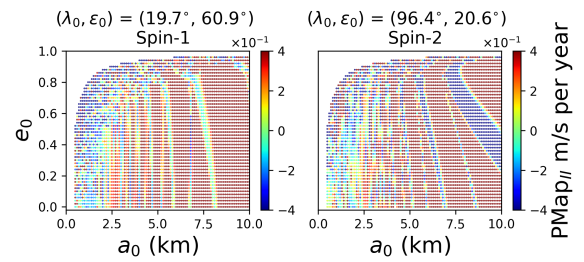 (λ₀, ε₀) = (19.7°, 60.9°)
Spin-1
×10⁻¹
1.0
0.8
0.6
0.4
0.2
0.0
e₀
0.0 2.5 5.0 7.5 10.0
a₀ (km)
4
2
0
−2
−4
(λ₀, ε₀) = (96.4°, 20.6°)
Spin-2
×10⁻¹
0.0 2.5 5.0 7.5 10.0
a₀ (km)
4
2
0
−2
−4
PMap_II m/s per year